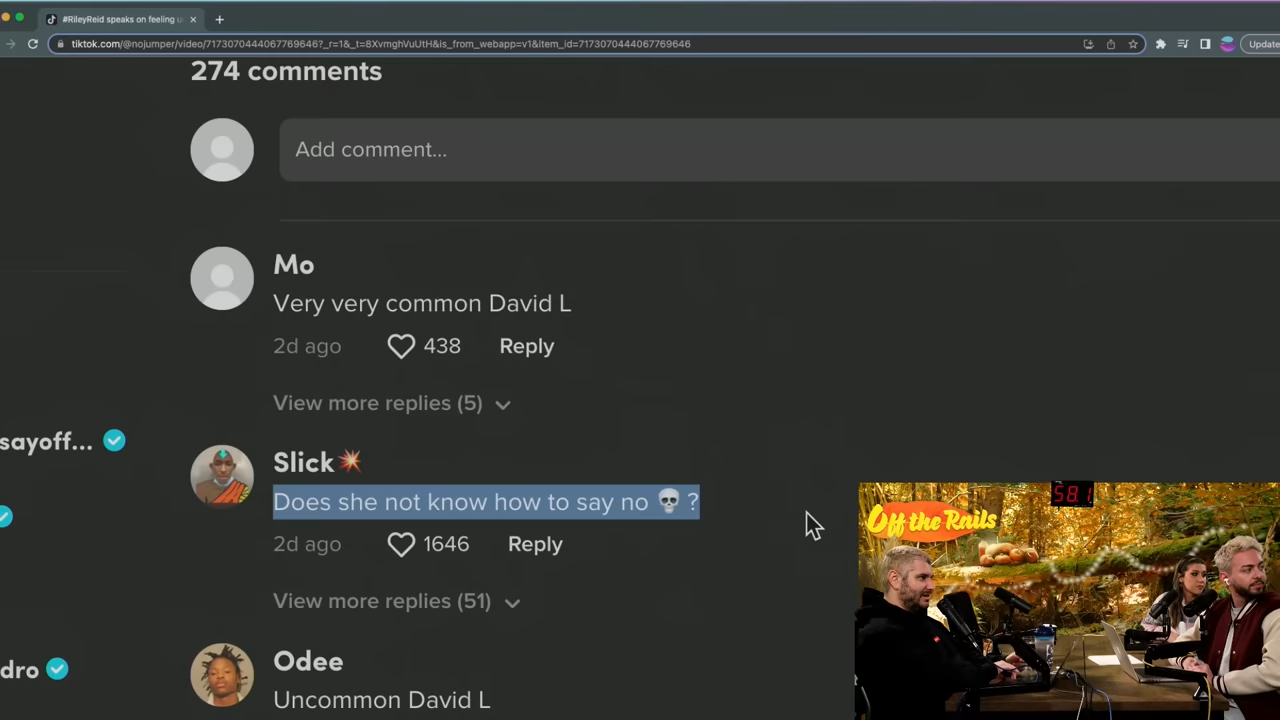 #RileyReid speaks on feeling u
tiktok.com/@nojumper/video/7173070444067769646?_r=1&_t=8XvmghVuUtH&is_from_webapp=v1&item_id=7173070444067769646
Update
274 comments
Add comment...
Mo
Very very common David L
2d ago 438 Reply
View more replies (5)
sayoff...
Slick💥
Does she not know how to say no 💀 ?
2d ago 1646 Reply
View more replies (51)
dro
Odee
Uncommon David L
581
Off the Rails